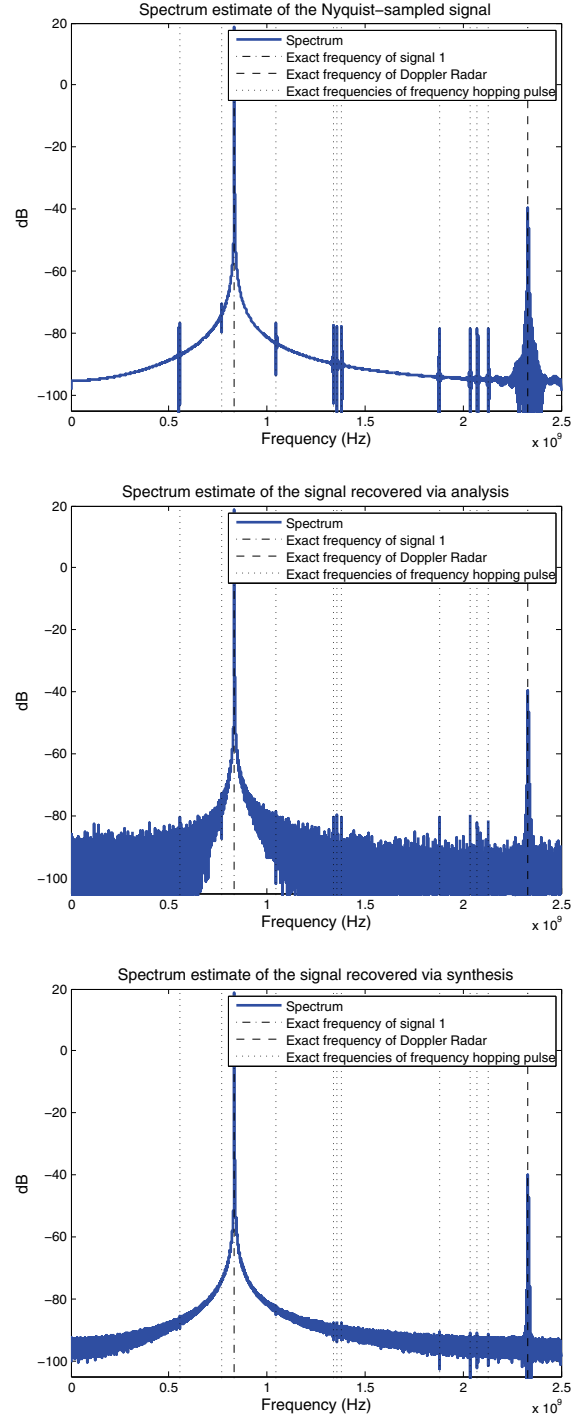 Spectrum estimate of the Nyquist−sampled signal
20
0
−20
−40
−60
−80
−100
dB
Spectrum
Exact frequency of signal 1
Exact frequency of Doppler Radar
Exact frequencies of frequency hopping pulse
0
0.5
1
1.5
2
2.5
Frequency (Hz)
x 10^9
Spectrum estimate of the signal recovered via analysis
20
0
−20
−40
−60
−80
−100
dB
Spectrum
Exact frequency of signal 1
Exact frequency of Doppler Radar
Exact frequencies of frequency hopping pulse
0
0.5
1
1.5
2
2.5
Frequency (Hz)
x 10^9
Spectrum estimate of the signal recovered via synthesis
20
0
−20
−40
−60
−80
−100
dB
Spectrum
Exact frequency of signal 1
Exact frequency of Doppler Radar
Exact frequencies of frequency hopping pulse
0
0.5
1
1.5
2
2.5
Frequency (Hz)
x 10^9